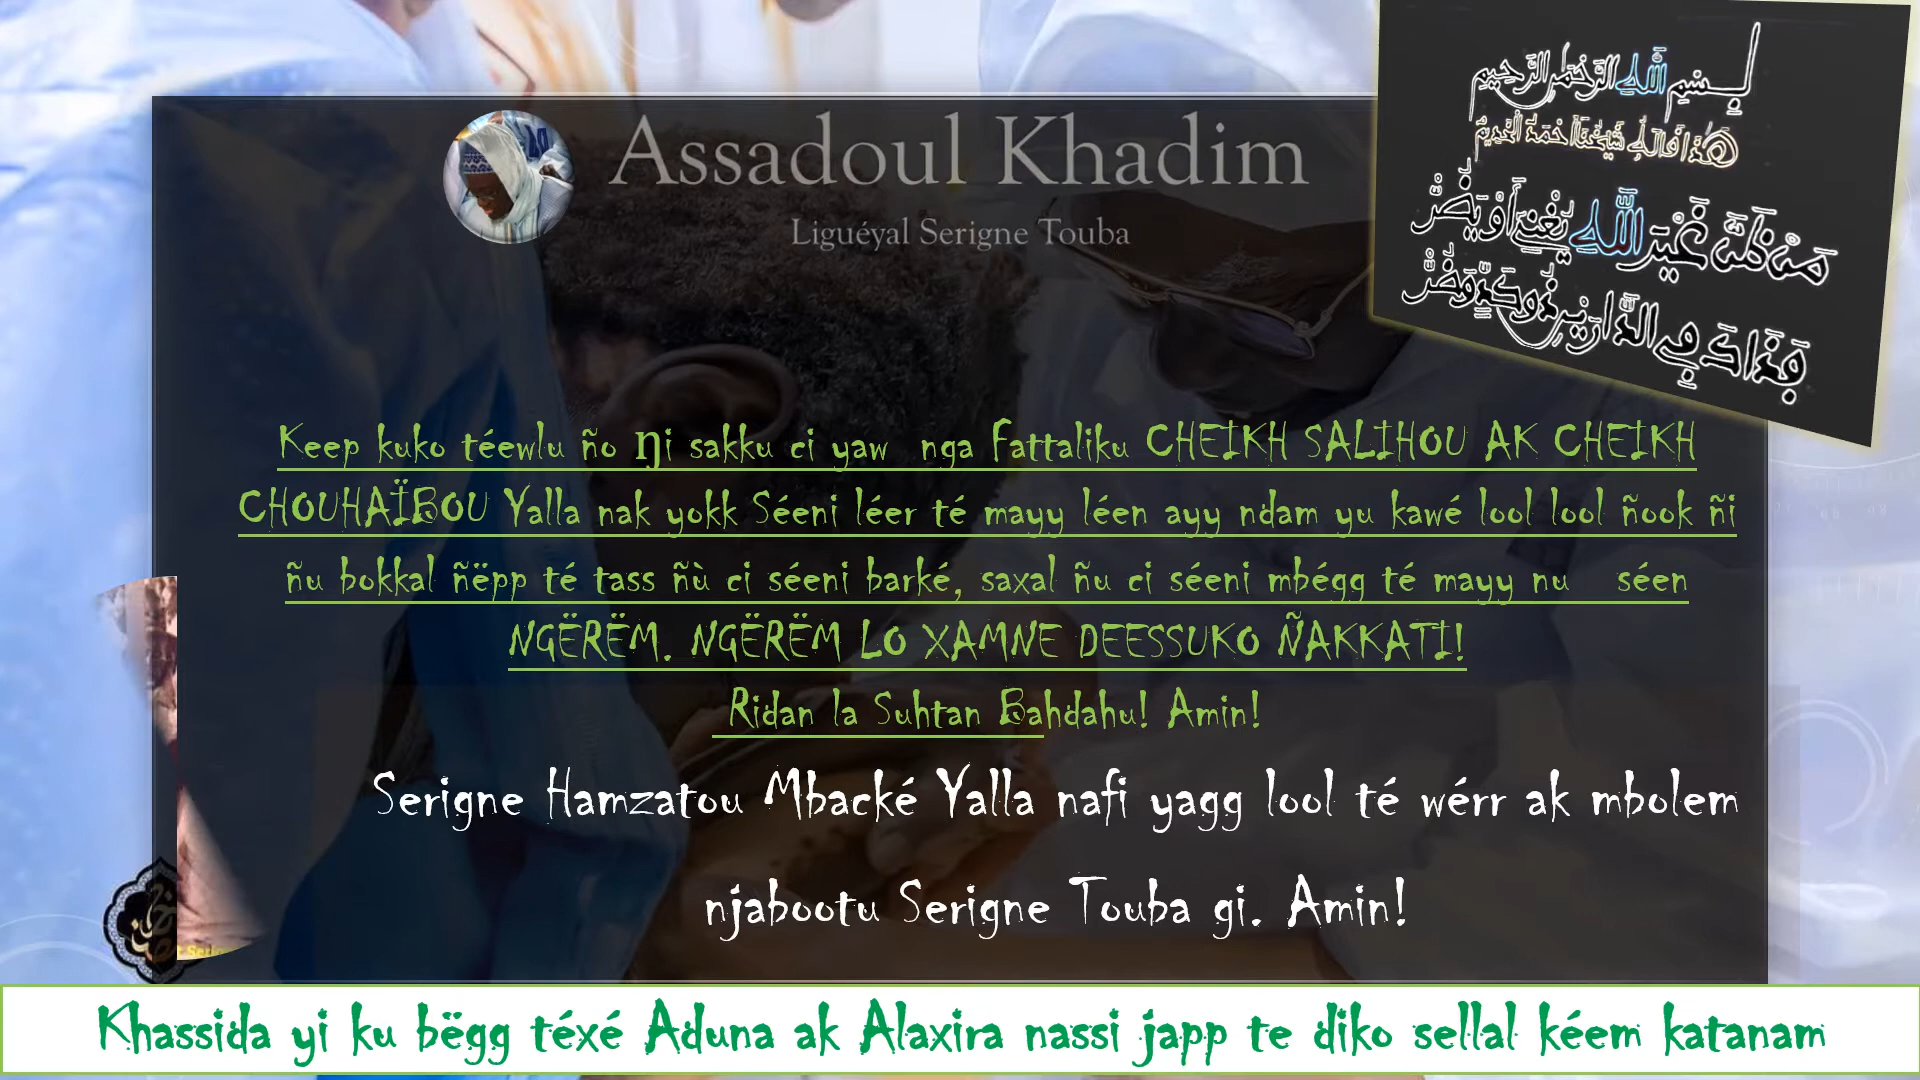 Assadoul Khadim
Liguéyal Serigne Touba
بِسْمِ اللَّهِ الرَّحْمَٰنِ الرَّحِيمِ
مَن ظَنَّ غَيْرَ اللَّهِ يُغْنِي أَوْ يَضُرُّ
فِي الدَّارَيْنِ
Keep kuko téewlu ño ŋi sakku ci yaw nga Fattaliku CHEIKH SALIHOU AK CHEIKH
CHOUHAÏBOU Yalla nak yokk Séeni léer té mayy léen ayy ndam yu kawé lool lool ñook ñi
ñu bokkal ñëpp té tass ñù ci séeni barké, saxal ñu ci séeni mbégg té mayy nu séen
NGËRËM. NGËRËM LO XAMNE DEESSUKO ÑAKKATI!
Ridan la Suhtan Bahdahu! Amin!
Serigne Hamzatou Mbacké Yalla nafi yagg lool té wérr ak mbolem
njabootu Serigne Touba gi. Amin!
Khassida yi ku bëgg téxé Aduna ak Alaxira nassi japp te diko sellal kéem katanam